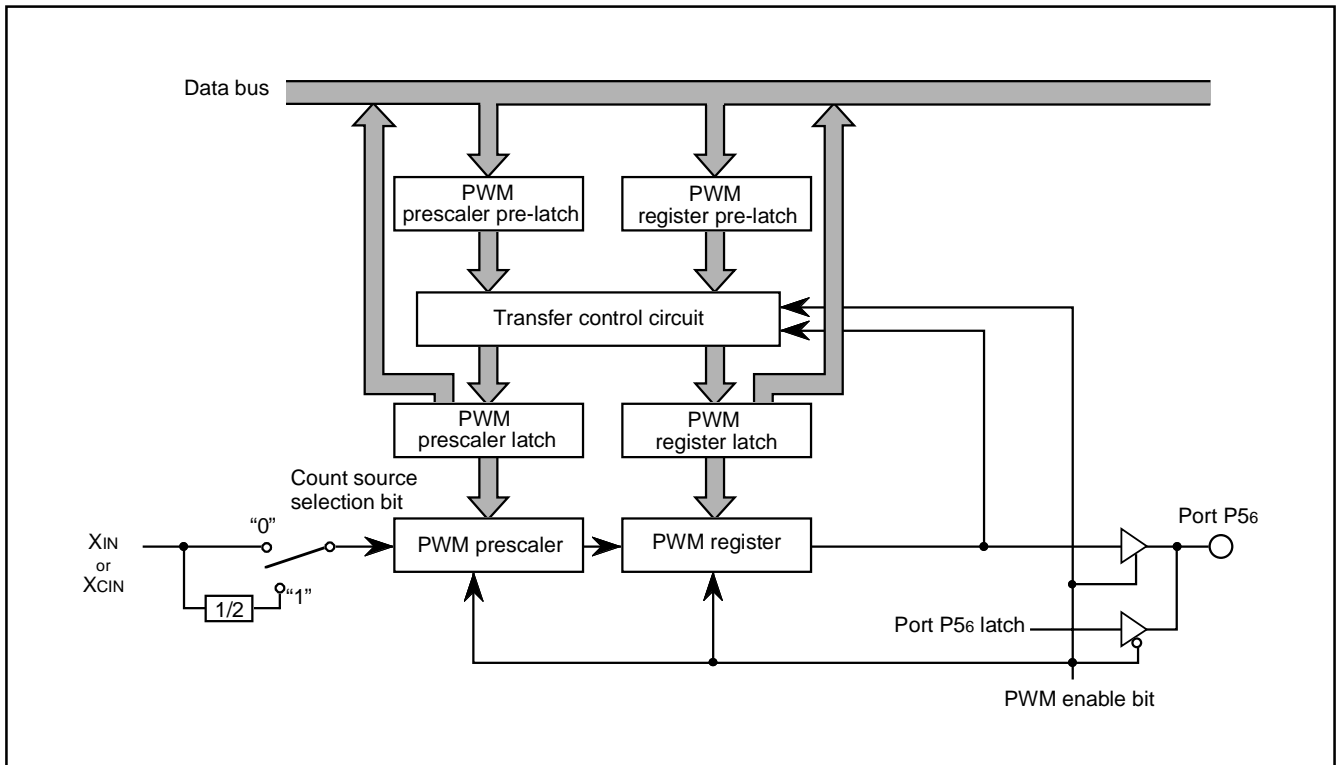 Data bus
PWM
prescaler pre-latch
PWM
register pre-latch
Transfer control circuit
PWM
prescaler latch
PWM
register latch
Count source
selection bit
“0”
XIN
or
XCIN
1/2
“1”
PWM prescaler
PWM register
Port P56
Port P56 latch
PWM enable bit